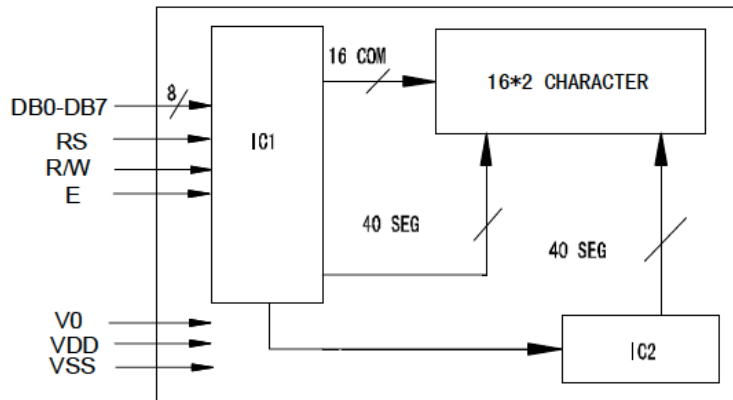 16 COM
8
16*2 CHARACTER
DB0-DB7
RS
IC1
R/W
E
40 SEG
40 SEG
V0
VDD
IC2
VSS